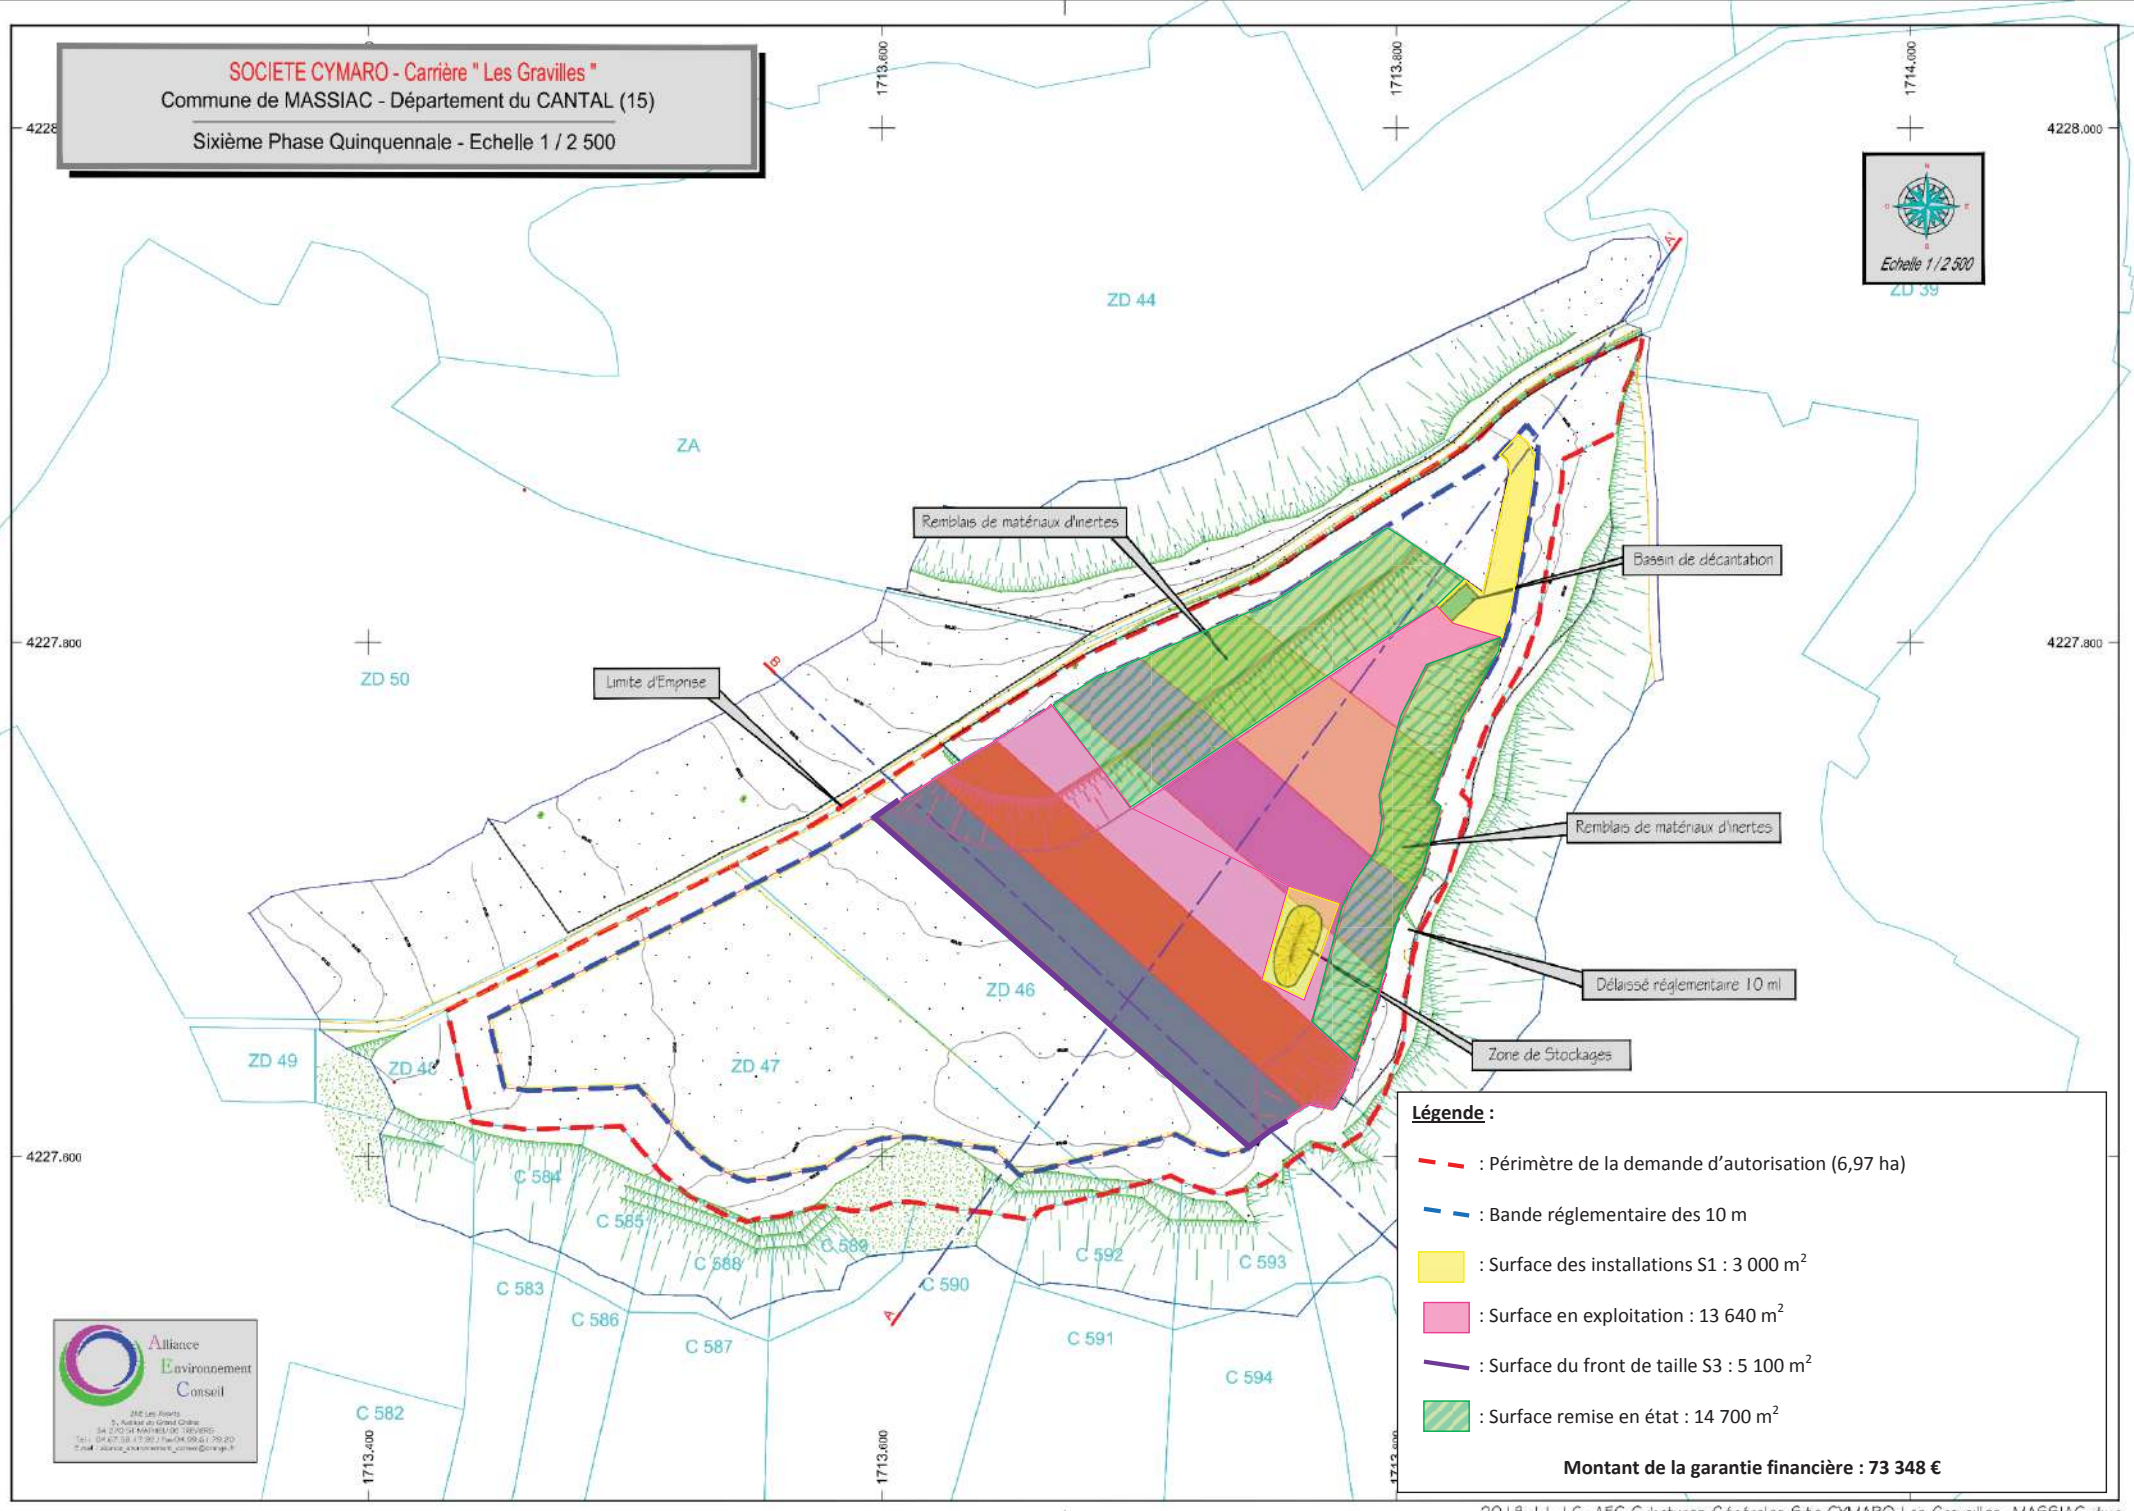 SOCIETE CYMARO - Carrière " Les Gravilles "
Commune de MASSIAC - Département du CANTAL (15)
Sixième Phase Quinquennale - Echelle 1 / 2 500
1713.600
1713.800
1714.000
4228
4228.000
N
O
E
S
Echelle 1 / 2 500
ZD 39
A'
ZD 44
ZA
Remblais de matériaux d'inertes
Bassin de décantation
4227.800
4227.800
B
ZD 50
Limite d'Emprise
Remblais de matériaux d'inertes
ZD 46
Délaissé réglementaire 10 ml
Zone de Stockages
ZD 49
ZD 48
ZD 47
4227.600
C 584
C 585
C 588
C 589
C 590
C 592
C 593
C 583
C 586
C 587
C 591
C 594
C 582
A
Légende :
: Périmètre de la demande d'autorisation (6,97 ha)
: Bande réglementaire des 10 m
: Surface des installations S1 : 3 000 m²
: Surface en exploitation : 13 640 m²
: Surface du front de taille S3 : 5 100 m²
: Surface remise en état : 14 700 m²
Montant de la garantie financière : 73 348 €
Alliance
Environnement
Conseil
1713.400
1713.600